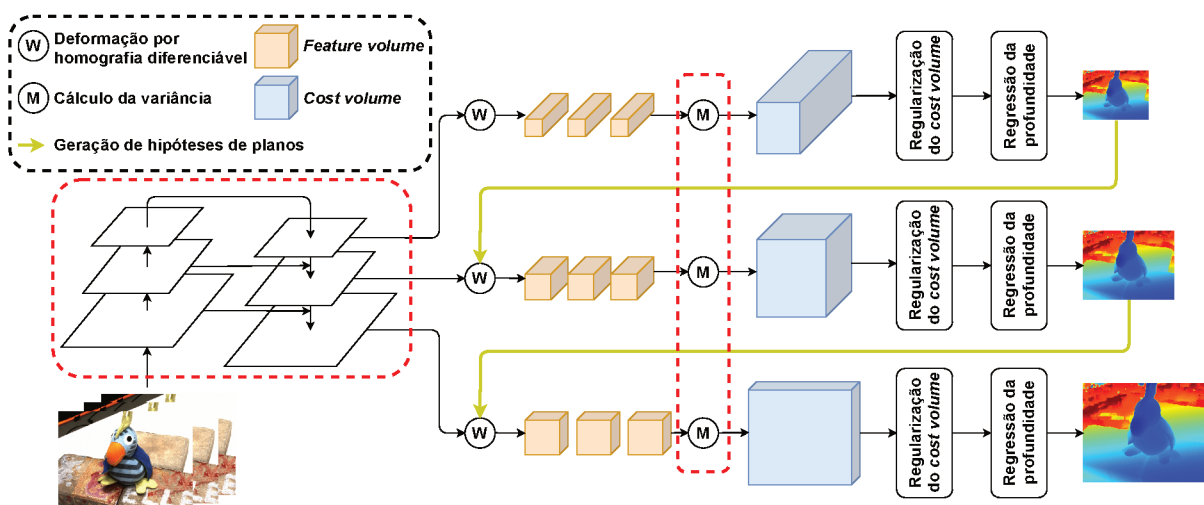 W
Deformação por
homografia diferenciável
Feature volume
M
Cálculo da variância
Cost volume
Geração de hipóteses de planos
W
M
Regularização
do cost volume
Regressão da
profundidade
W
M
Regularização
do cost volume
Regressão da
profundidade
W
M
Regularização
do cost volume
Regressão da
profundidade